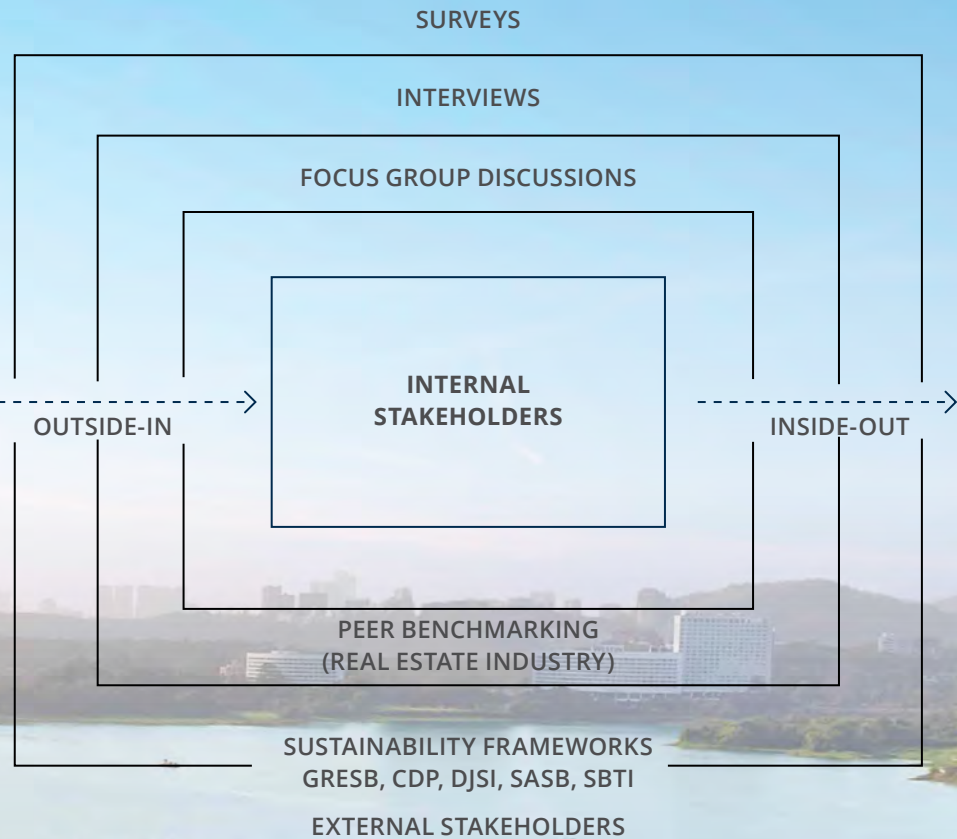 SURVEYS
INTERVIEWS
FOCUS GROUP DISCUSSIONS
INTERNAL
STAKEHOLDERS
OUTSIDE-IN
INSIDE-OUT
PEER BENCHMARKING
(REAL ESTATE INDUSTRY)
SUSTAINABILITY FRAMEWORKS
GRESB, CDP, DJSI, SASB, SBTI
EXTERNAL STAKEHOLDERS